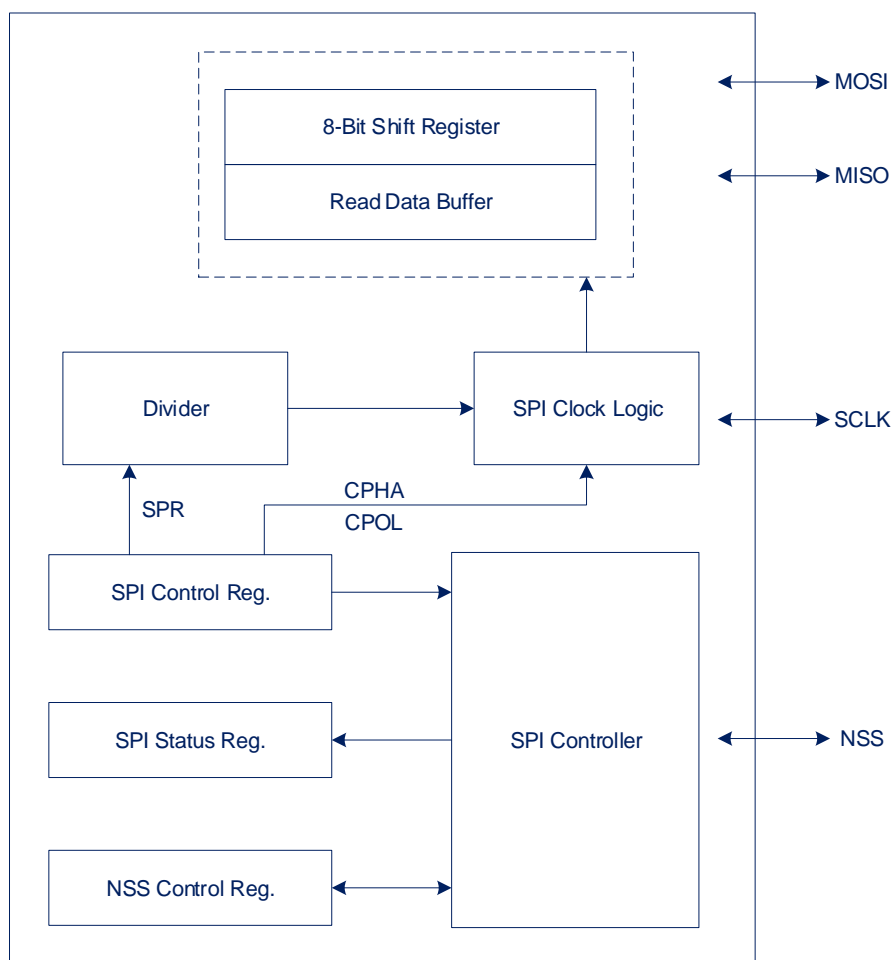 8-Bit Shift Register
Read Data Buffer
MOSI
MISO
Divider
SPI Clock Logic
SCLK
SPR
CPHA
CPOL
SPI Control Reg.
SPI Status Reg.
SPI Controller
NSS
NSS Control Reg.